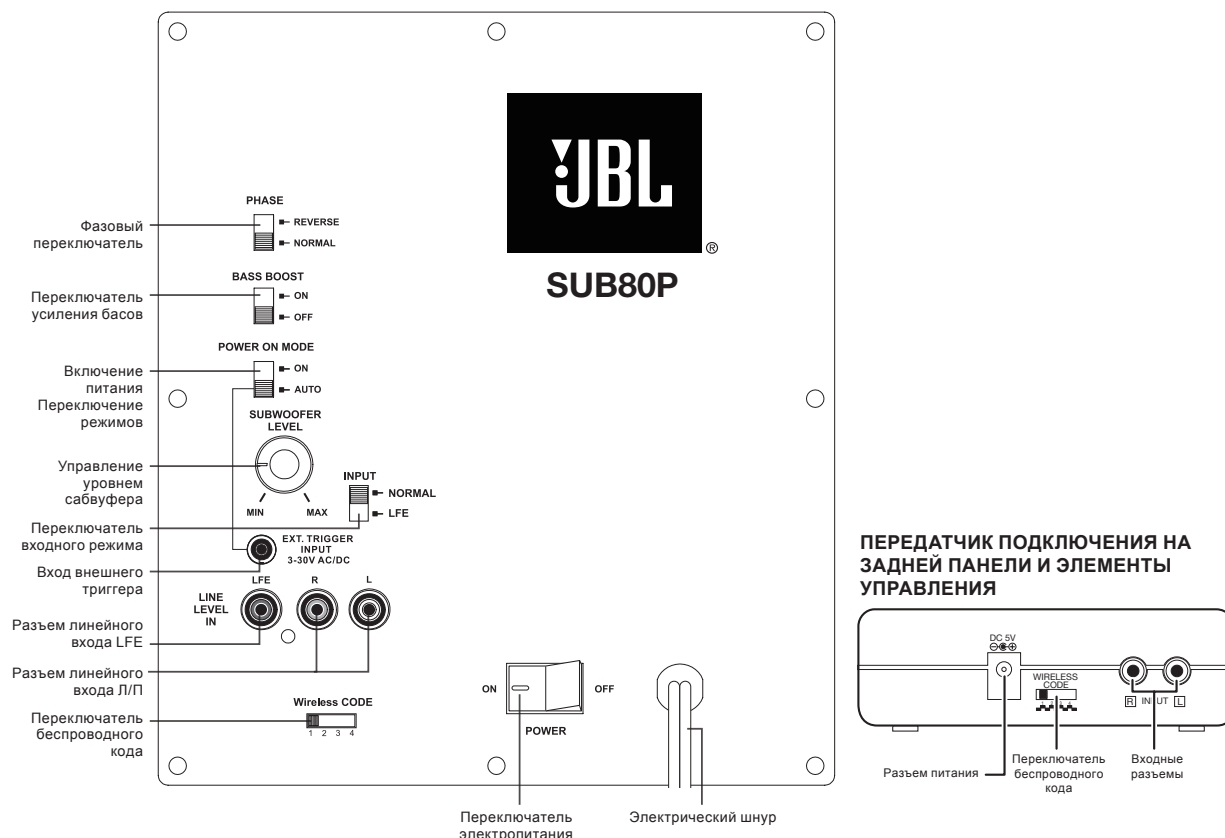 JBL
®
SUB80P
PHASE
REVERSE
NORMAL
Фазовый
переключатель
BASS BOOST
ON
OFF
Переключатель
усиления басов
POWER ON MODE
ON
AUTO
Включение
питания
Переключение
режимов
SUBWOOFER
LEVEL
MIN
MAX
Управление
уровнем
сабвуфера
INPUT
NORMAL
LFE
Переключатель
входного режима
EXT. TRIGGER
INPUT
3-30V AC/DC
Вход внешнего
триггера
LINE
LEVEL
IN
LFE
R
L
Разъем линейного
входа LFE
Разъем линейного
входа Л/П
Wireless CODE
1 2 3 4
Переключатель
беспроводного
кода
ON
OFF
POWER
Переключатель
электропитания
Электрический шнур
ПЕРЕДАТЧИК ПОДКЛЮЧЕНИЯ НА
ЗАДНЕЙ ПАНЕЛИ И ЭЛЕМЕНТЫ
УПРАВЛЕНИЯ
DC 5V
WIRELESS
CODE
R INPUT L
Разъем питания
Переключатель
беспроводного
кода
Входные
разъемы